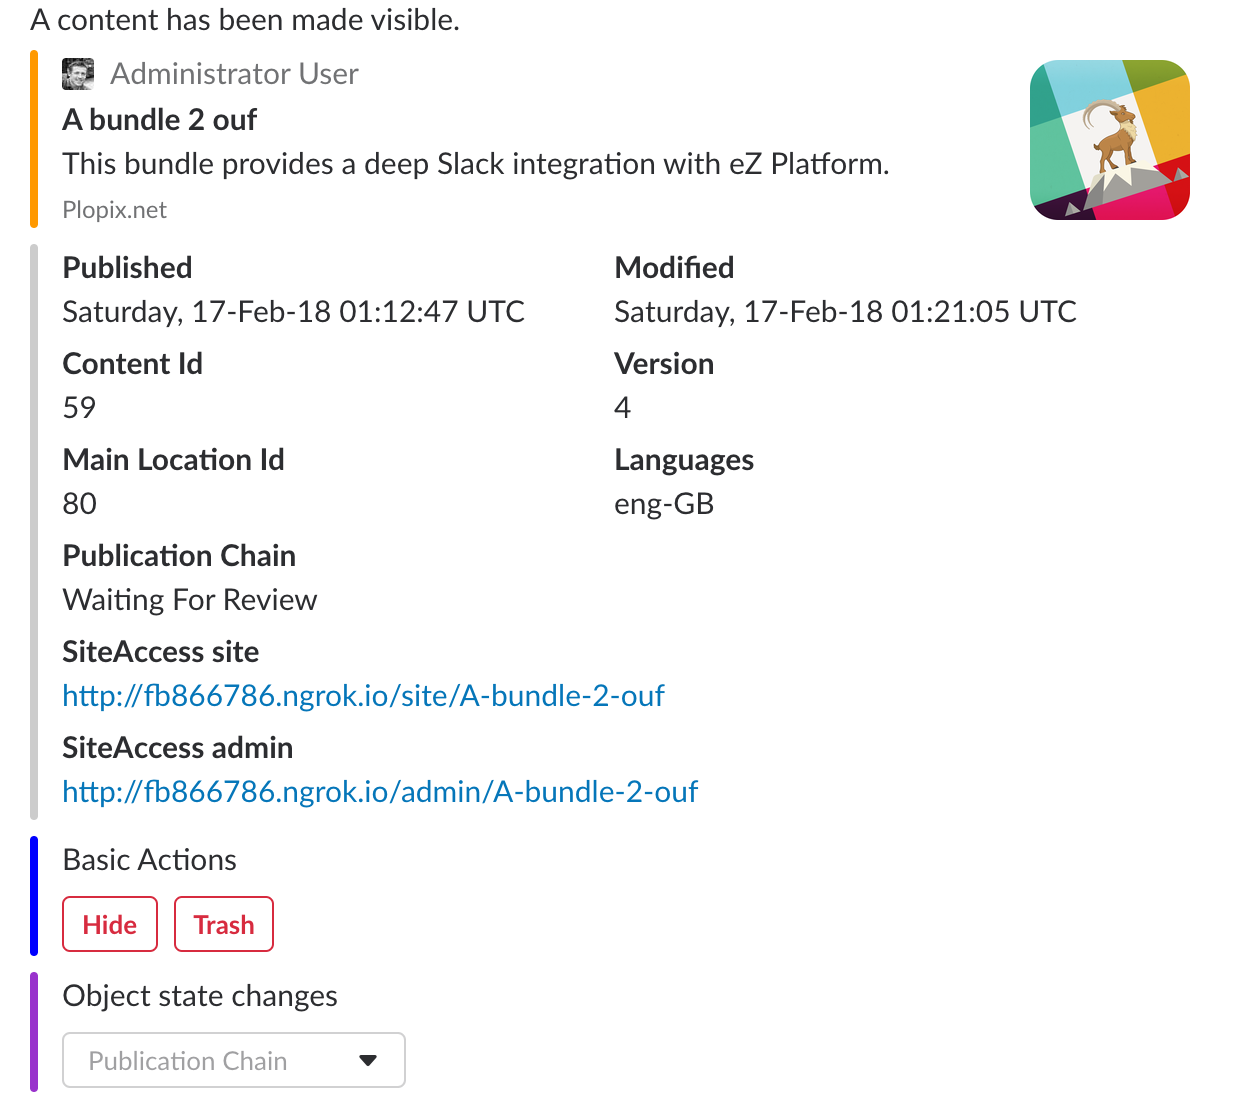 A content has been made visible.
Administrator User
A bundle 2 ouf
This bundle provides a deep Slack integration with eZ Platform.
Plopix.net
Published
Modified
Saturday, 17-Feb-18 01:12:47 UTC
Saturday, 17-Feb-18 01:21:05 UTC
Content Id
Version
59
4
Main Location Id
Languages
80
eng-GB
Publication Chain
Waiting For Review
SiteAccess site
http://fb866786.ngrok.io/site/A-bundle-2-ouf
SiteAccess admin
http://fb866786.ngrok.io/admin/A-bundle-2-ouf
Basic Actions
Hide
Trash
Object state changes
Publication Chain